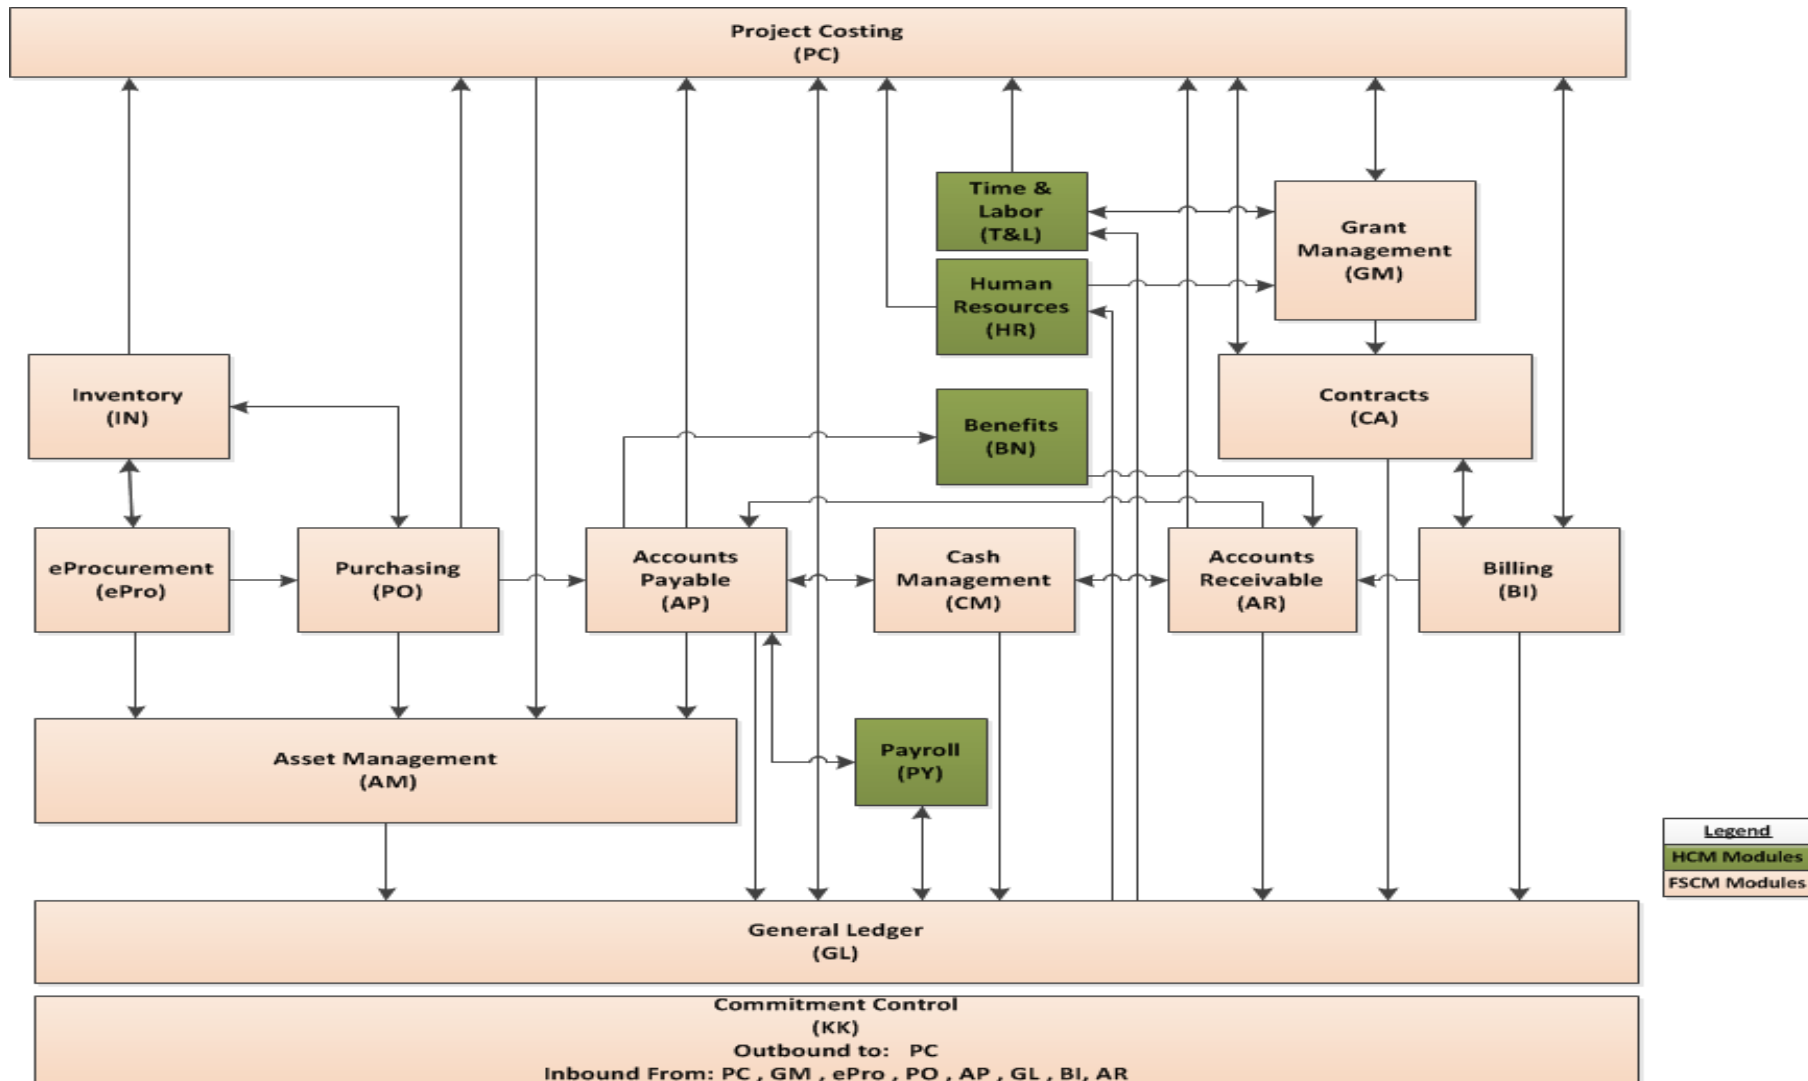 Project Costing
(PC)
Time &
Labor
(T&L)
Grant
Management
(GM)
Human
Resources
(HR)
Inventory
(IN)
Contracts
(CA)
Benefits
(BN)
eProcurement
(ePro)
Purchasing
(PO)
Accounts
Payable
(AP)
Cash
Management
(CM)
Accounts
Receivable
(AR)
Billing
(BI)
Asset Management
(AM)
Payroll
(PY)
Legend
HCM Modules
FSCM Modules
General Ledger
(GL)
Commitment Control
(KK)
Outbound to: PC
Inbound From: PC , GM , ePro , PO , AP , GL , BI, AR